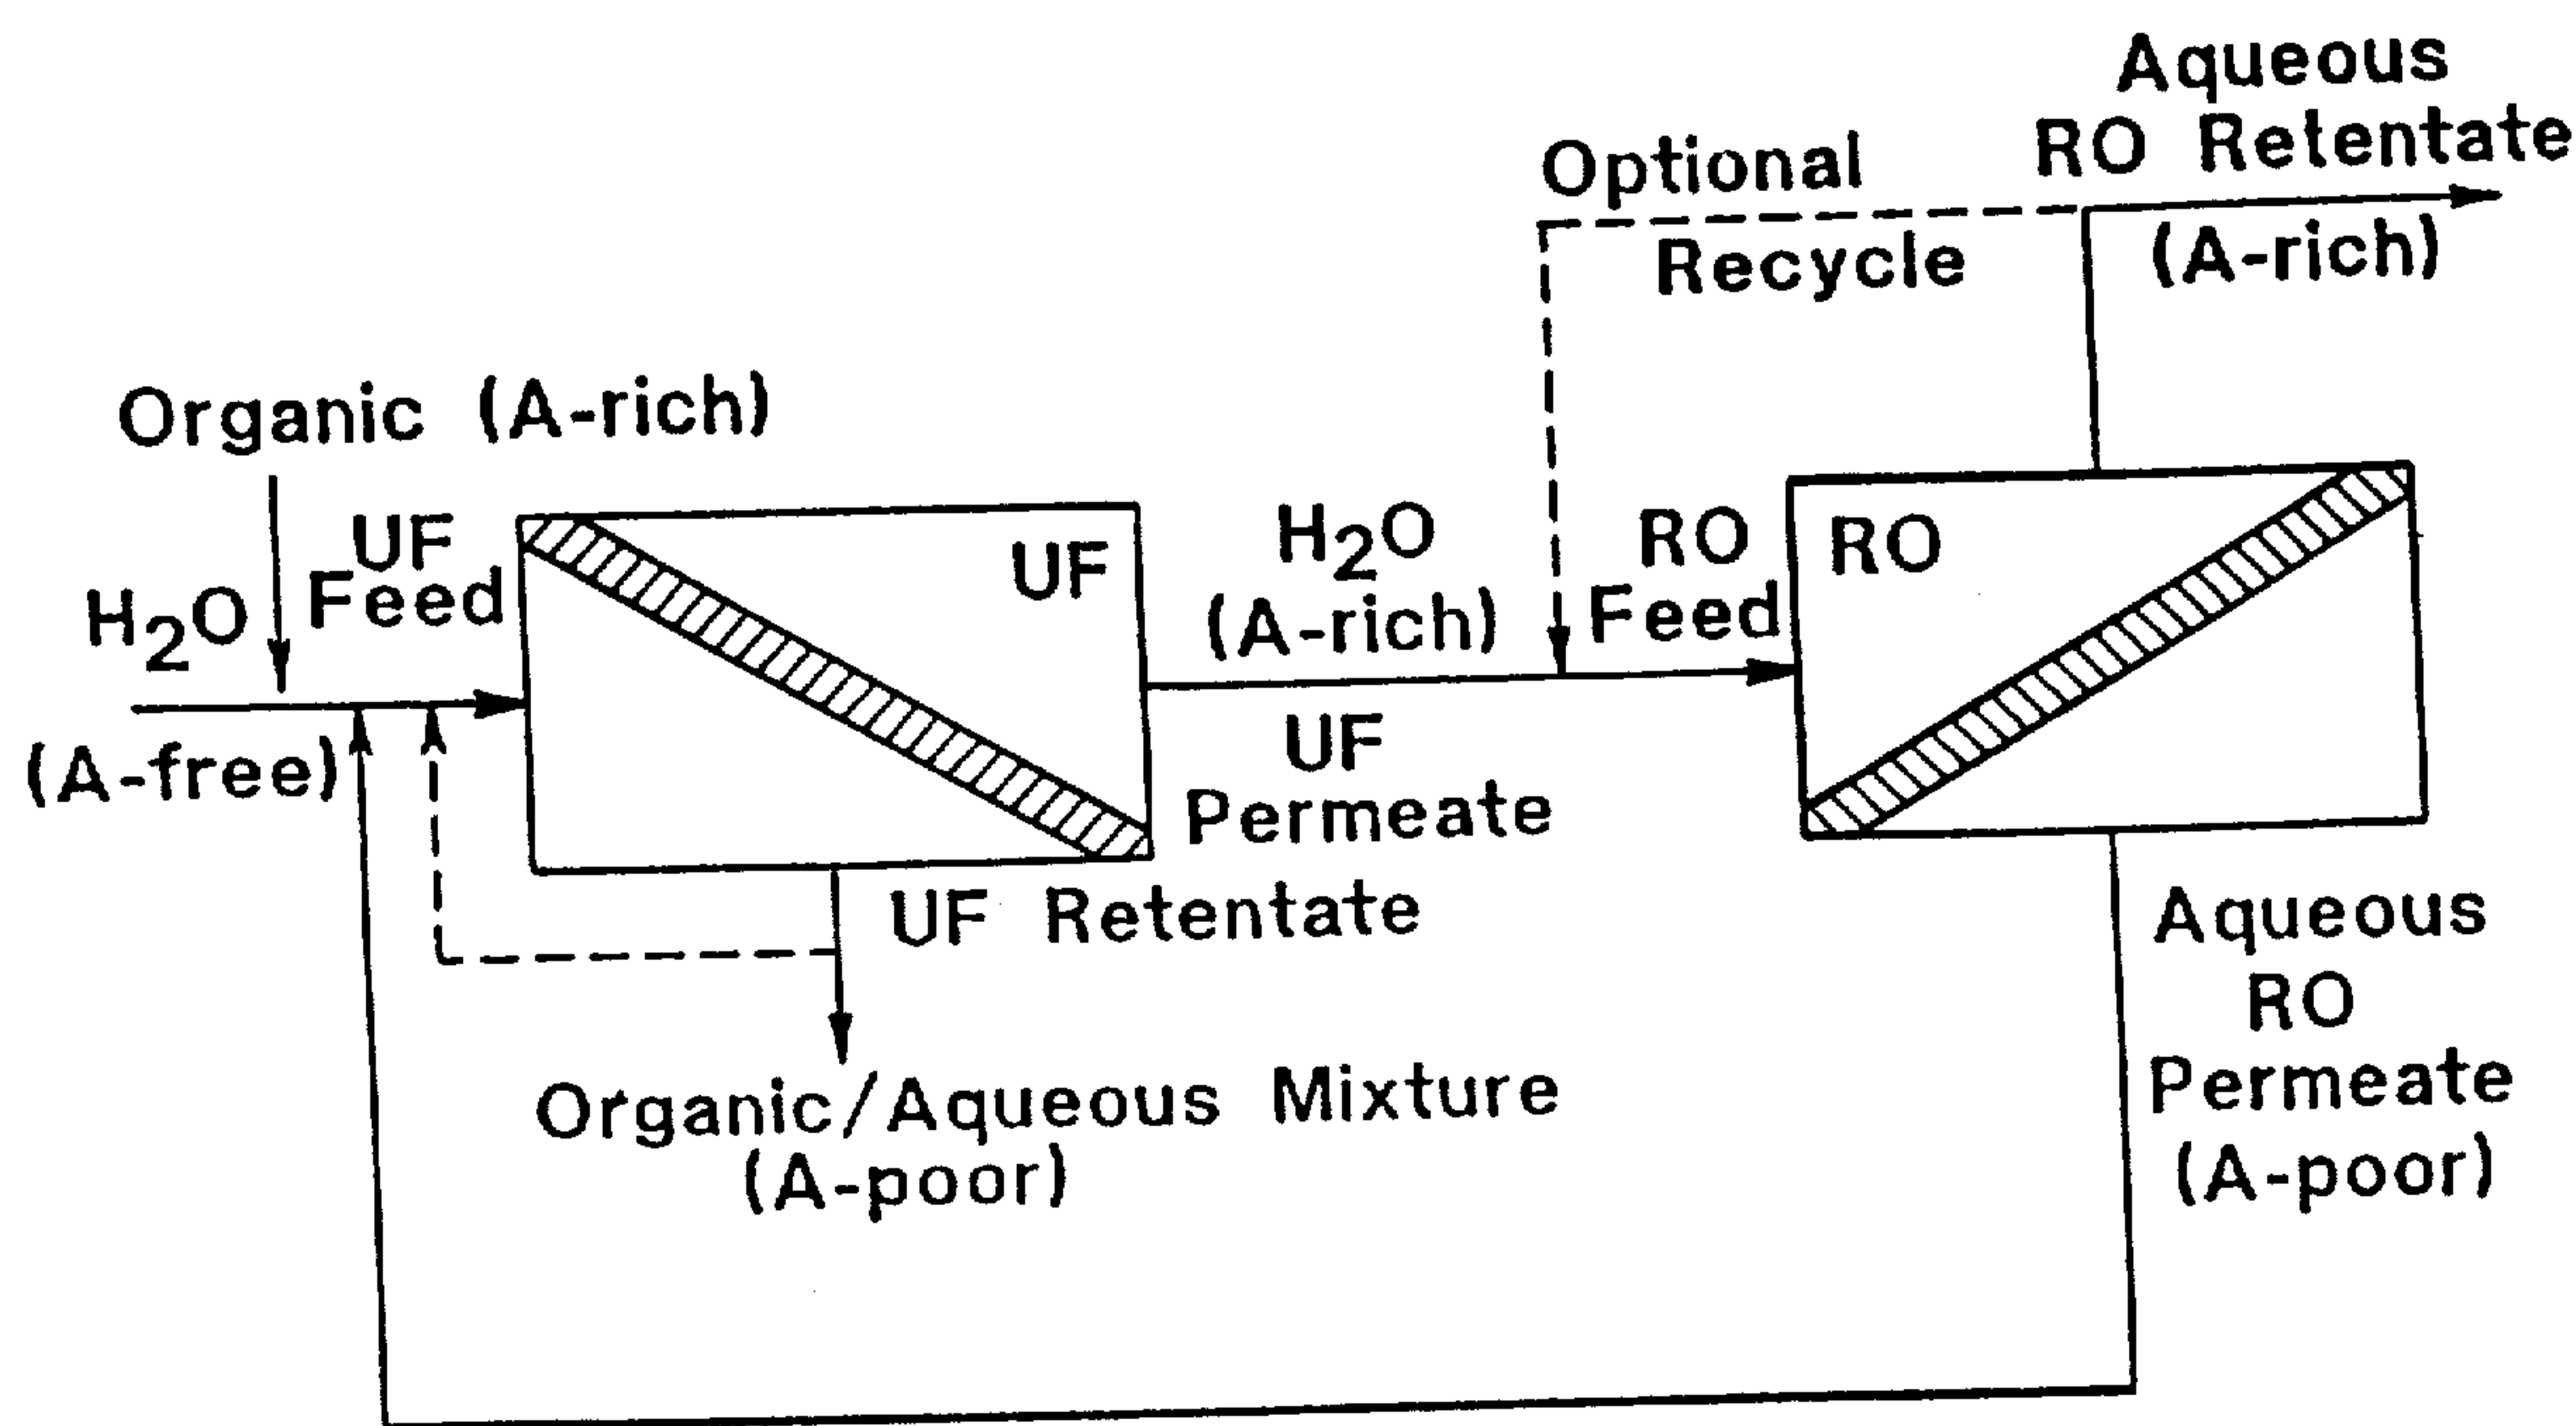 Aqueous
RO Retentate
(A-rich)
Optional
Recycle
Organic (A-rich)
UF
Feed
H₂O
(A-free)
UF
H₂O
(A-rich)
UF
Permeate
RO
Feed
RO
UF Retentate
Organic/Aqueous Mixture
(A-poor)
Aqueous
RO
Permeate
(A-poor)